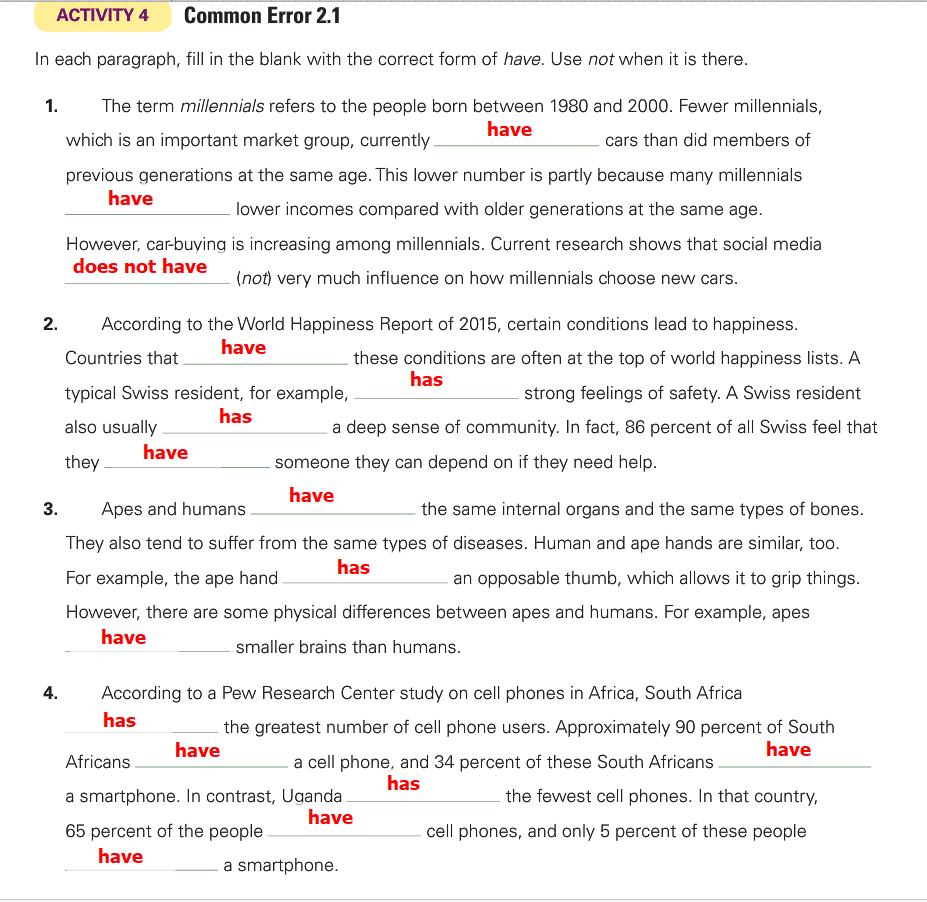 ACTIVITY 4 Common Error 2.1
In each paragraph, fill in the blank with the correct form of have. Use not when it is there.
1. The term millennials refers to the people born between 1980 and 2000. Fewer millennials,
which is an important market group, currently have cars than did members of
previous generations at the same age. This lower number is partly because many millennials
have lower incomes compared with older generations at the same age.
However, car-buying is increasing among millennials. Current research shows that social media
does not have (not) very much influence on how millennials choose new cars.
2. According to the World Happiness Report of 2015, certain conditions lead to happiness.
Countries that have these conditions are often at the top of world happiness lists. A
typical Swiss resident, for example, has strong feelings of safety. A Swiss resident
also usually has a deep sense of community. In fact, 86 percent of all Swiss feel that
they have someone they can depend on if they need help.
3. Apes and humans have the same internal organs and the same types of bones.
They also tend to suffer from the same types of diseases. Human and ape hands are similar, too.
For example, the ape hand has an opposable thumb, which allows it to grip things.
However, there are some physical differences between apes and humans. For example, apes
have smaller brains than humans.
4. According to a Pew Research Center study on cell phones in Africa, South Africa
has the greatest number of cell phone users. Approximately 90 percent of South
Africans have a cell phone, and 34 percent of these South Africans have
a smartphone. In contrast, Uganda has the fewest cell phones. In that country,
65 percent of the people have cell phones, and only 5 percent of these people
have a smartphone.